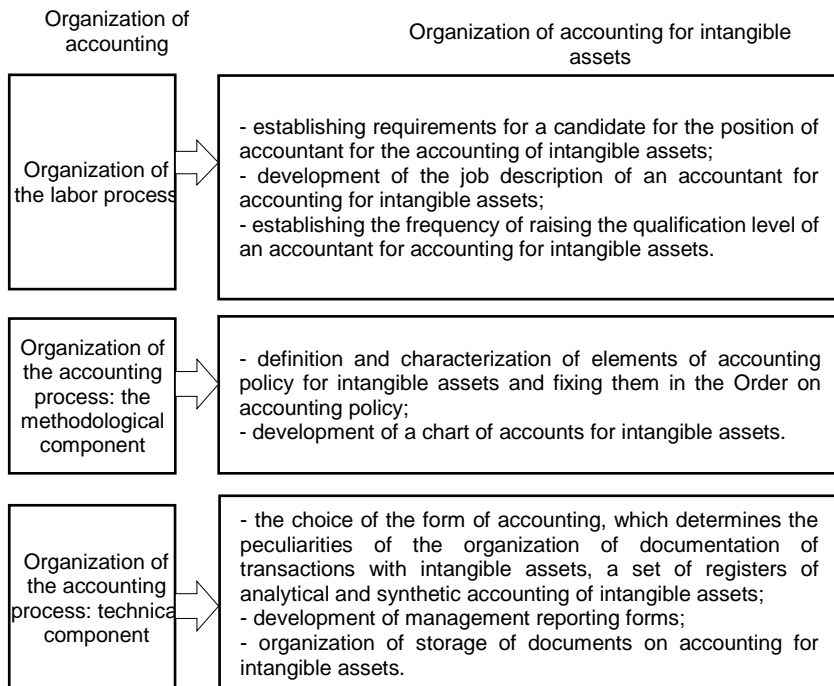 Organization of
accounting
Organization of accounting for intangible
assets
Organization of
the labor process
- establishing requirements for a candidate for the position of
accountant for the accounting of intangible assets;
- development of the job description of an accountant for
accounting for intangible assets;
- establishing the frequency of raising the qualification level of
an accountant for accounting for intangible assets.
Organization of
the accounting
process: the
methodological
component
- definition and characterization of elements of accounting
policy for intangible assets and fixing them in the Order on
accounting policy;
- development of a chart of accounts for intangible assets.
Organization of
the accounting
process: technica
component
- the choice of the form of accounting, which determines the
peculiarities of the organization of documentation of
transactions with intangible assets, a set of registers of
analytical and synthetic accounting of intangible assets;
- development of management reporting forms;
- organization of storage of documents on accounting for
intangible assets.